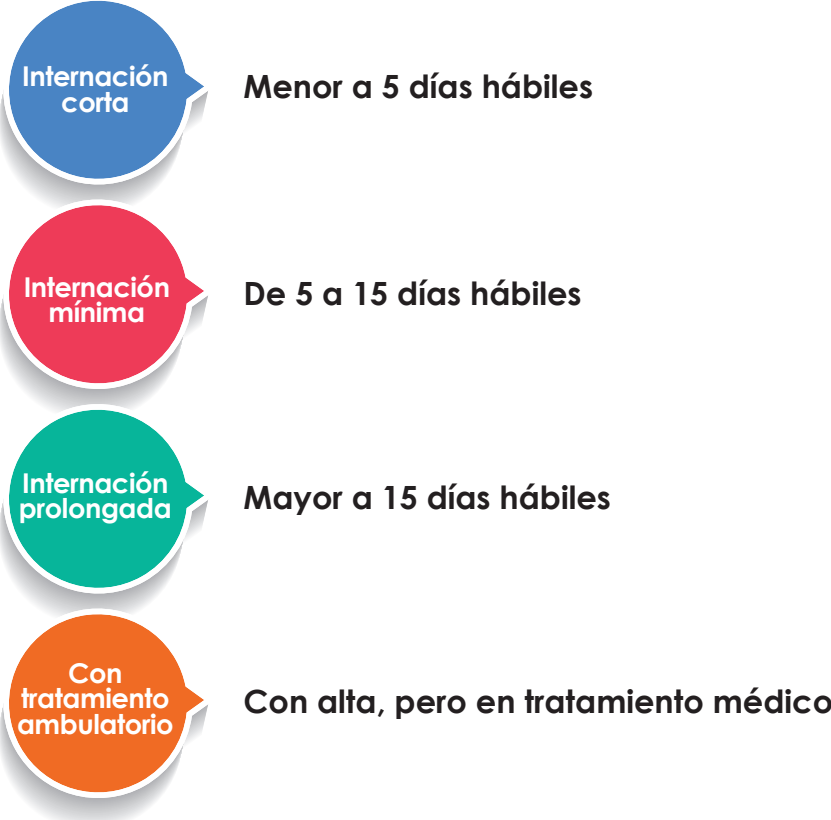 Internación
corta
Menor a 5 días hábiles
Internación
mínima
De 5 a 15 días hábiles
Internación
prolongada
Mayor a 15 días hábiles
Con
tratamiento
ambulatorio
Con alta, pero en tratamiento médico